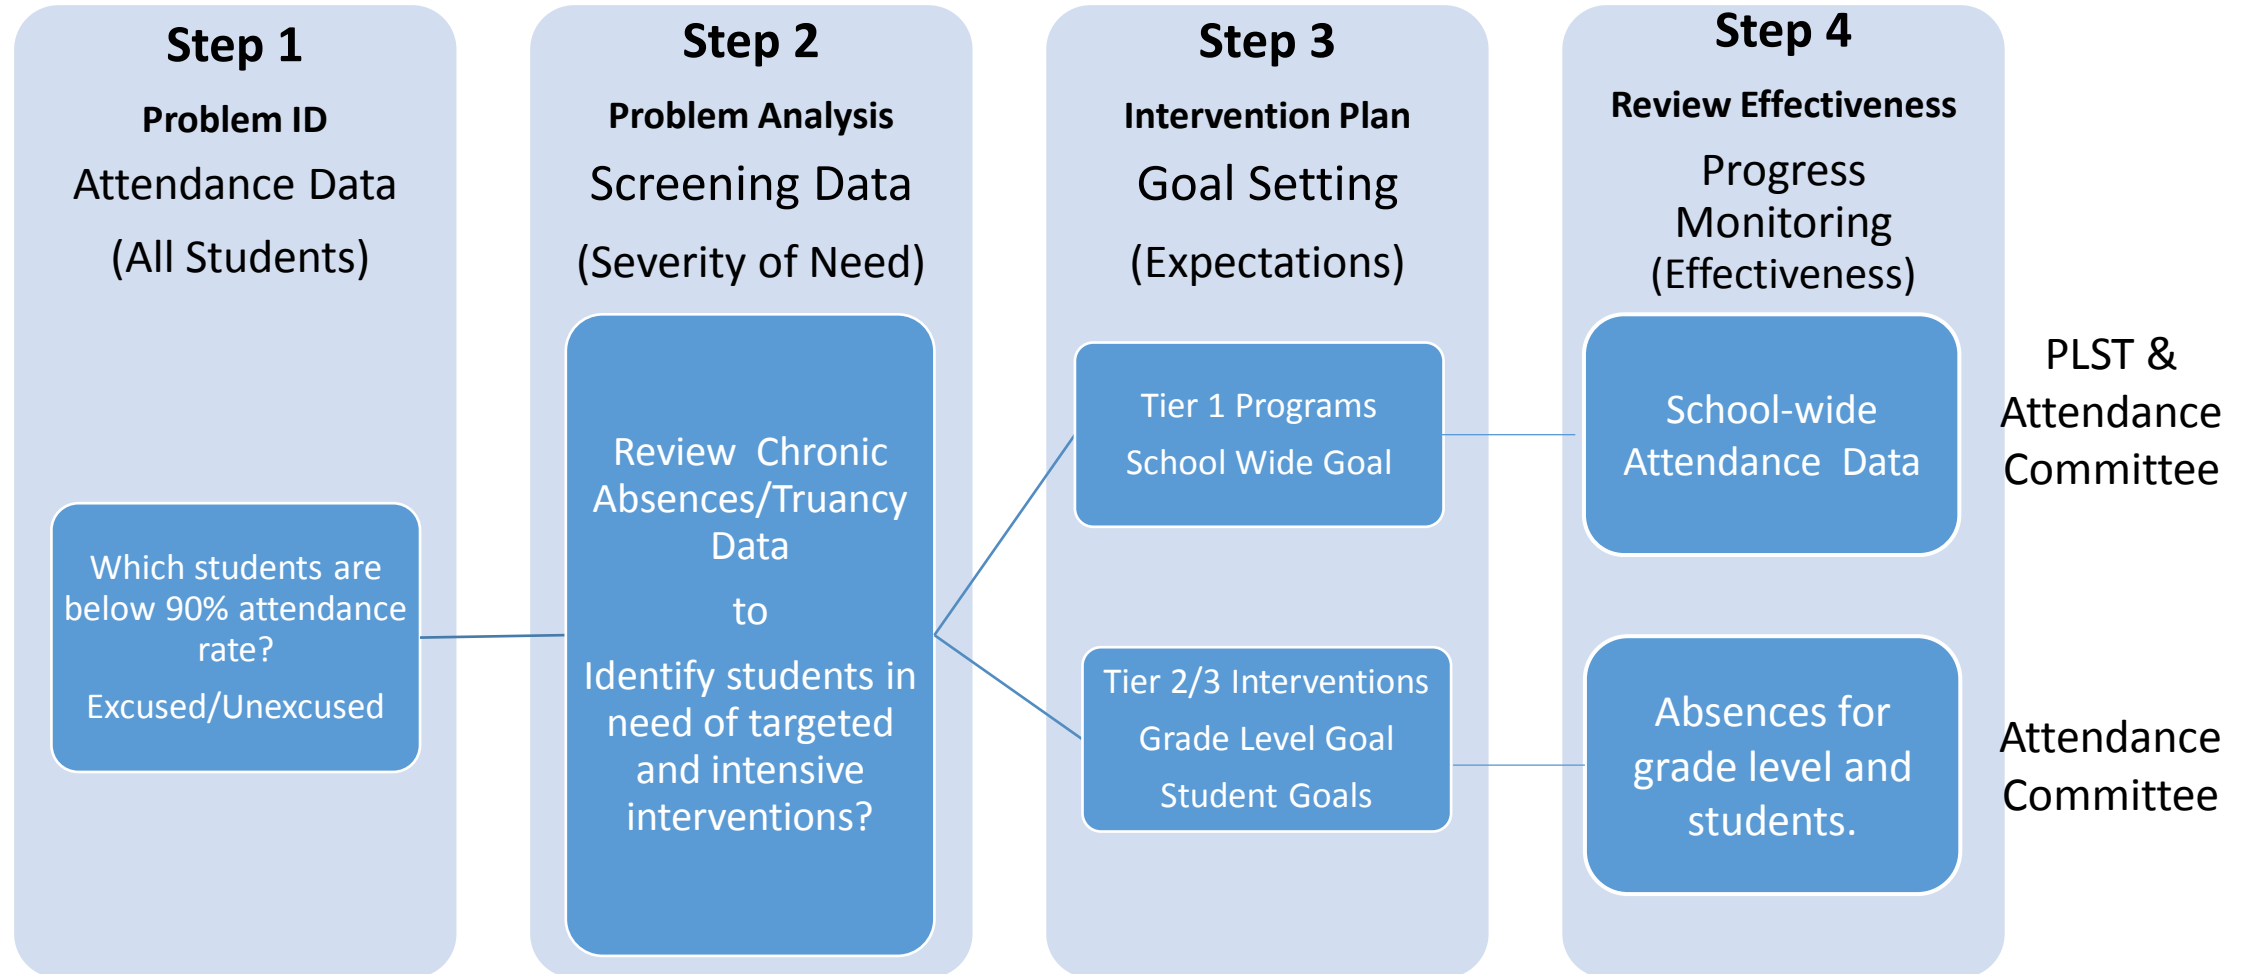 Step 1
Problem ID
Attendance Data
(All Students)
Which students are
below 90% attendance
rate?
Excused/Unexcused
Step 2
Problem Analysis
Screening Data
(Severity of Need)
Review Chronic
Absences/Truancy
Data
to
Identify students in
need of targeted
and intensive
interventions?
Step 3
Intervention Plan
Goal Setting
(Expectations)
Tier 1 Programs
School Wide Goal
Tier 2/3 Interventions
Grade Level Goal
Student Goals
Step 4
Review Effectiveness
Progress
Monitoring
(Effectiveness)
School-wide
Attendance Data
Absences for
grade level and
students.
PLST &
Attendance
Committee
Attendance
Committee